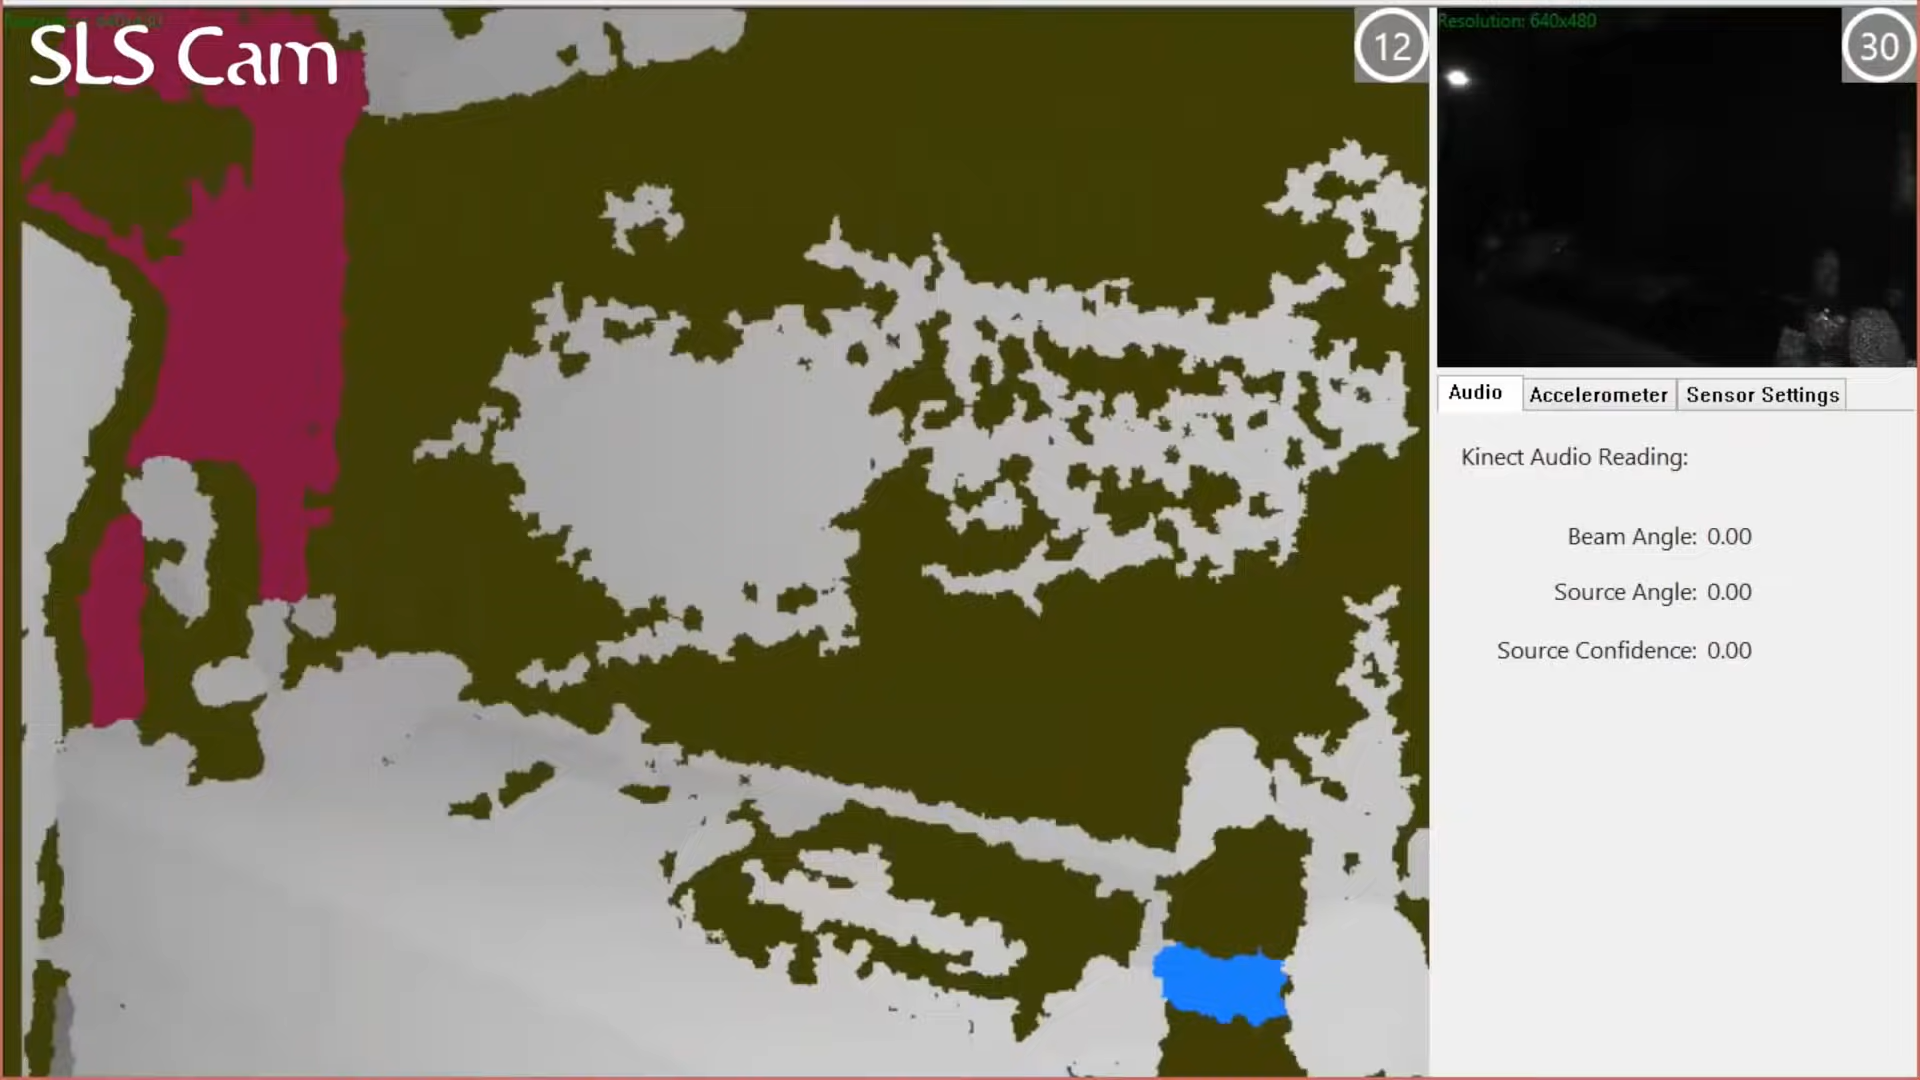 SLS Cam
12
Resolution: 640x480
30
Audio
Accelerometer
Sensor Settings
Kinect Audio Reading:
Beam Angle: 0.00
Source Angle: 0.00
Source Confidence: 0.00